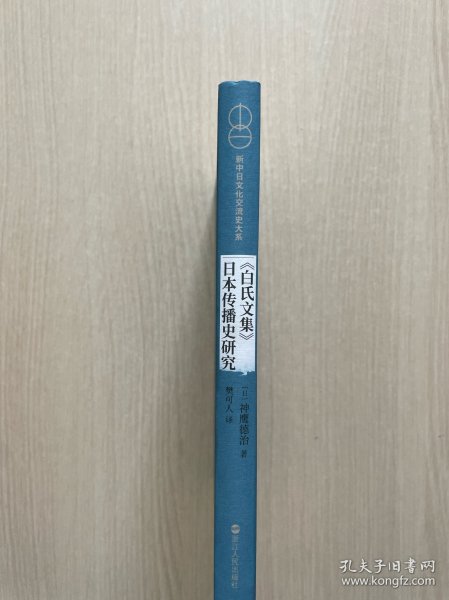 新中日文化交流史大系
《白氏文集》
日本传播史研究
[日]神鹰德治 著
樊可人 译
浙江人民出版社
孔夫子旧书网
www.kongfz.com